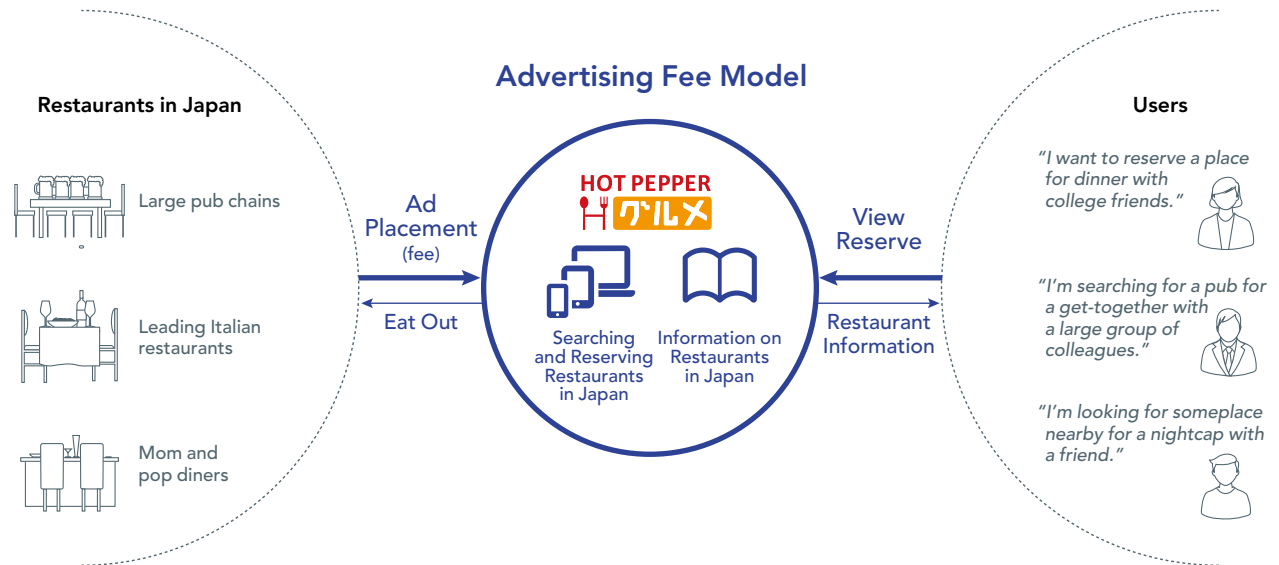 Advertising Fee Model
Restaurants in Japan
Large pub chains
Leading Italian
restaurants
Mom and
pop diners
Ad
Placement
(fee)
Eat Out
HOT PEPPER
グルメ
Searching
and Reserving
Restaurants
in Japan
Information on
Restaurants
in Japan
View
Reserve
Restaurant
Information
Users
“I want to reserve a place
for dinner with
college friends.”
“I’m searching for a pub for
a get-together with
a large group of
colleagues.”
“I’m looking for someplace
nearby for a nightcap with
a friend.”